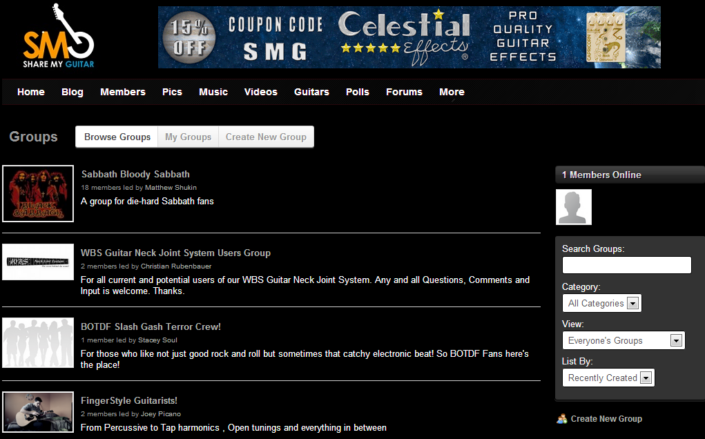 SMG
SHARE MY GUITAR
15% OFF
COUPON CODE
SMG
Celestial
Effects®
PRO
QUALITY
GUITAR
EFFECTS
Home Blog Members Pics Music Videos Guitars Polls Forums More
Groups
Browse Groups My Groups Create New Group
Sabbath Bloody Sabbath
18 members led by Matthew Shukin
A group for die-hard Sabbath fans
WBS Guitar Neck Joint System Users Group
2 members led by Christian Rubenbauer
For all current and potential users of our WBS Guitar Neck Joint System. Any and all Questions, Comments and
Input is welcome. Thanks.
BOTDF Slash Gash Terror Crew!
1 member led by Stacey Soul
For those who like not just good rock and roll but sometimes that catchy electronic beat! So BOTDF Fans here's
the place!
FingerStyle Guitarists!
2 members led by Joey Picano
From Percussive to Tap harmonics , Open tunings and everything in between
1 Members Online
Search Groups:
Category:
All Categories
View:
Everyone's Groups
List By:
Recently Created
Create New Group